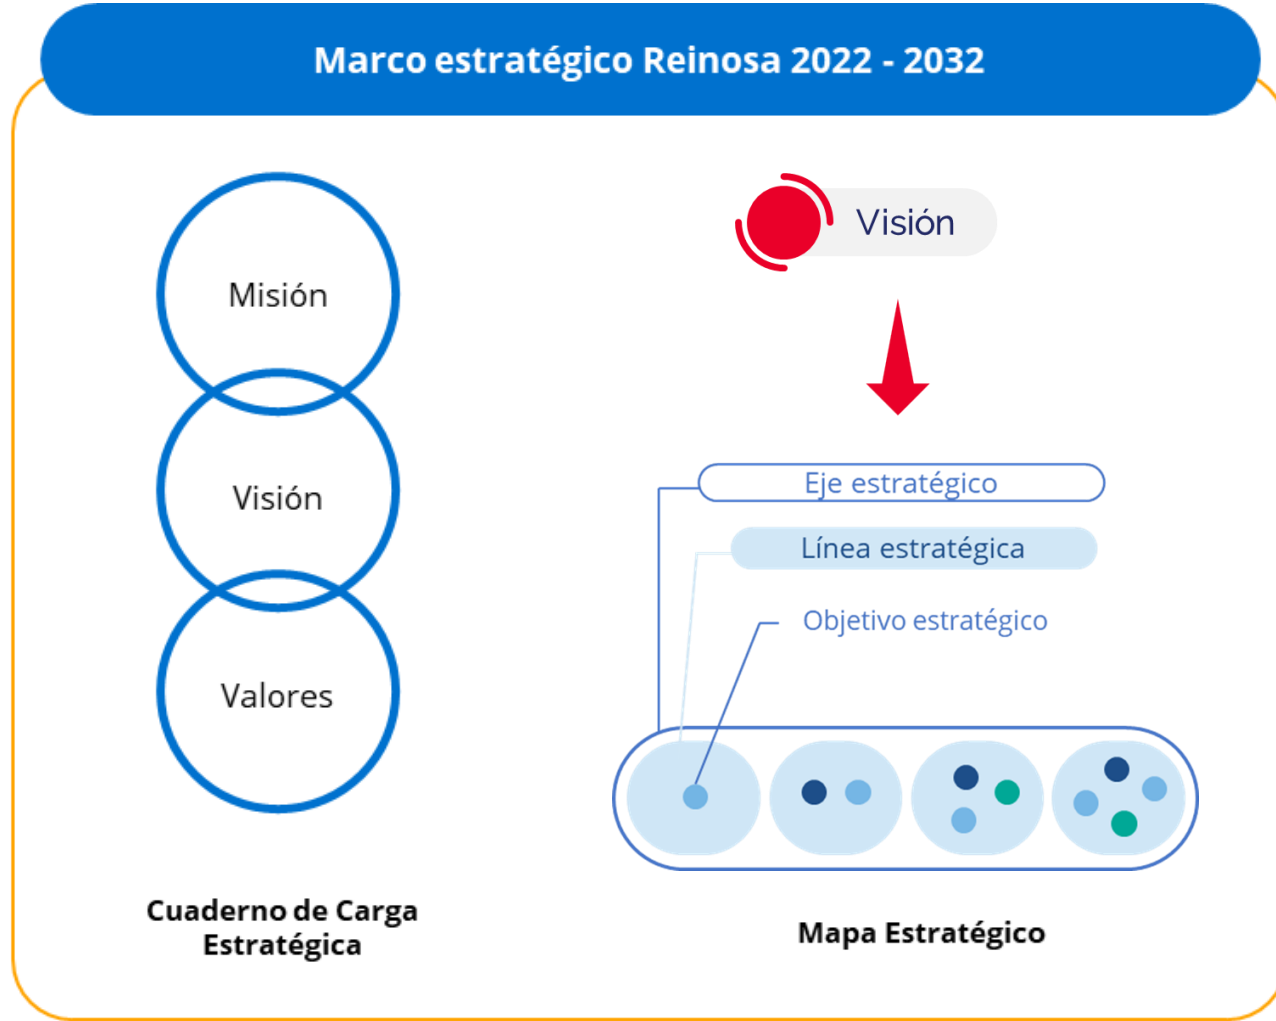 Marco estratégico Reinosa 2022 - 2032
Misión
Visión
Valores
Cuaderno de Carga
Estratégica
Visión
Eje estratégico
Línea estratégica
Objetivo estratégico
Mapa Estratégico